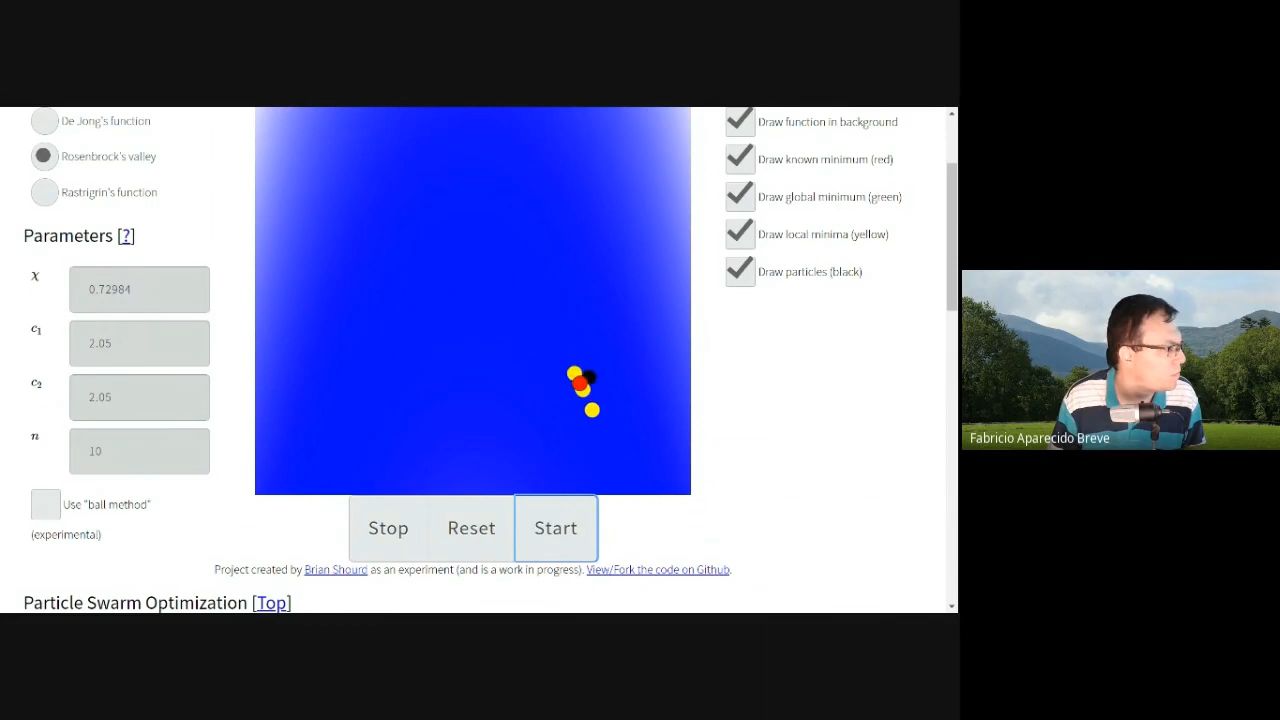 De Jong's function
Rosenbrock's valley
Rastrigrin's function
Parameters [?]
χ
0.72984
c1
2.05
c2
2.05
n
10
Use "ball method"
(experimental)
Draw function in background
Draw known minimum (red)
Draw global minimum (green)
Draw local minima (yellow)
Draw particles (black)
Stop
Reset
Start
Project created by Brian Shourd as an experiment (and is a work in progress). View/Fork the code on Github.
Particle Swarm Optimization [Top]
Fabricio Aparecido Breve